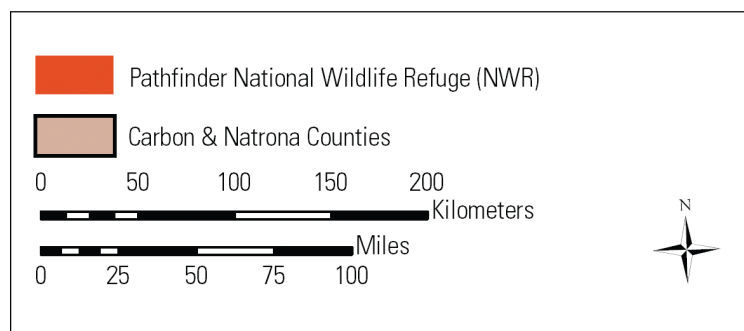 Pathfinder National Wildlife Refuge (NWR)
Carbon & Natrona Counties
0 50 100 150 200
Kilometers
Miles
0 25 50 75 100
N